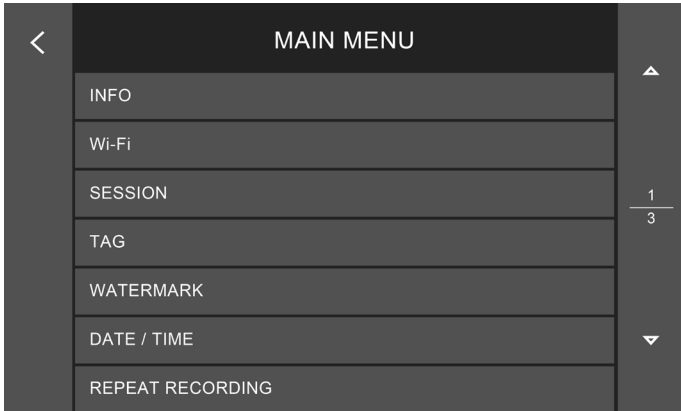 MAIN MENU
INFO
Wi-Fi
SESSION
TAG
WATERMARK
DATE / TIME
REPEAT RECORDING
1
3